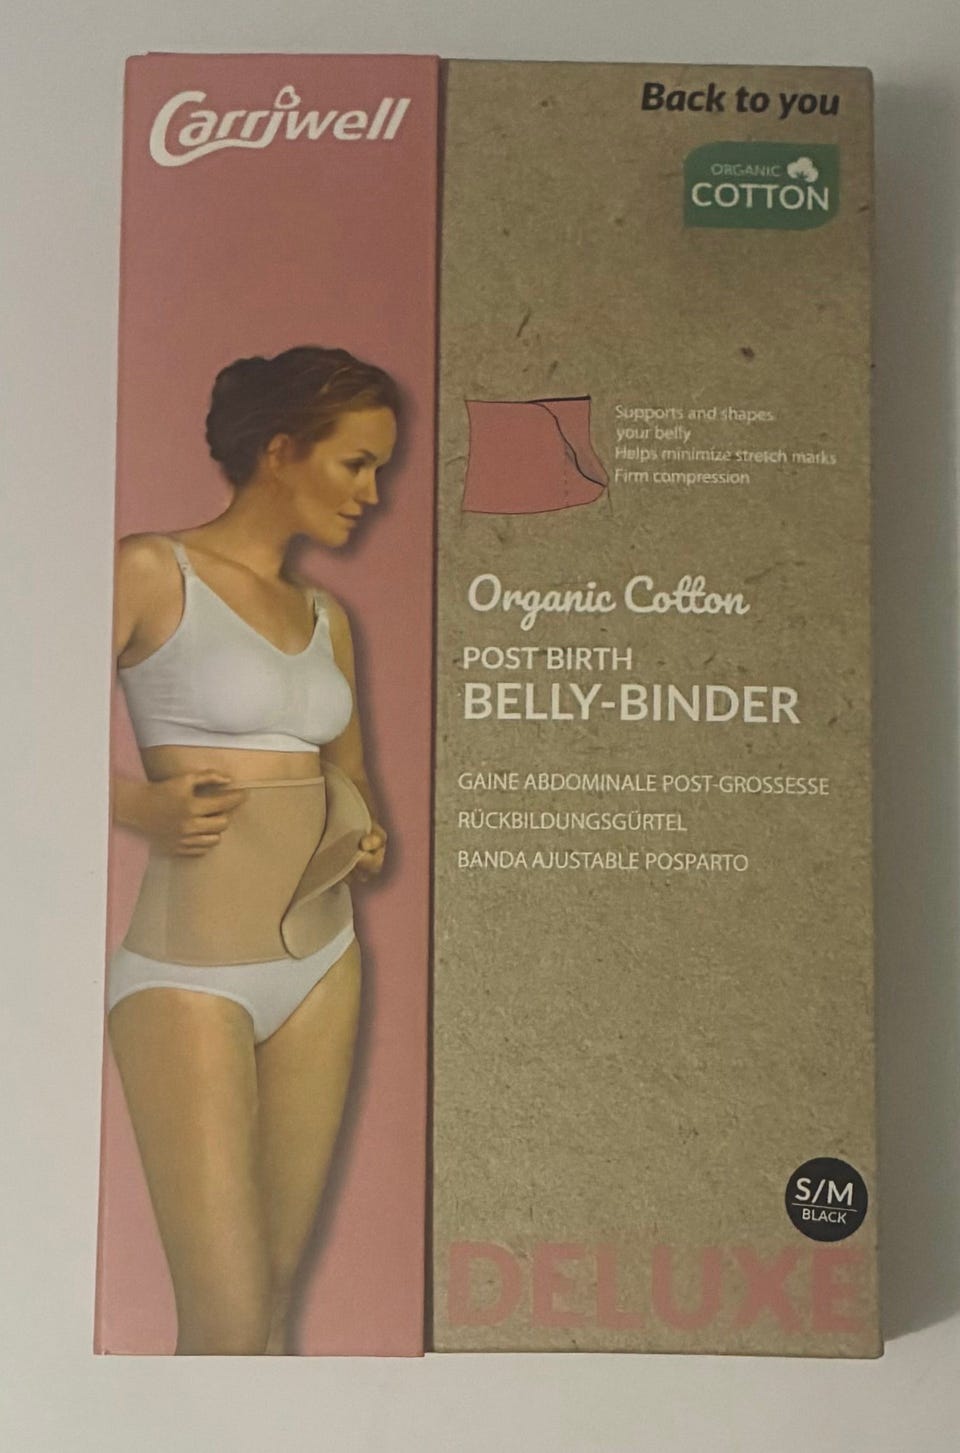 Carriwell
Back to you
ORGANIC
COTTON
Supports and shapes
your belly
Helps minimize stretch marks
Firm compression
Organic Cotton
POST BIRTH
BELLY-BINDER
GAINE ABDOMINALE POST-GROSSESSE
RÜCKBILDUNGSGÜRTEL
BANDA AJUSTABLE POSPARTO
S/M
BLACK
DELUXE